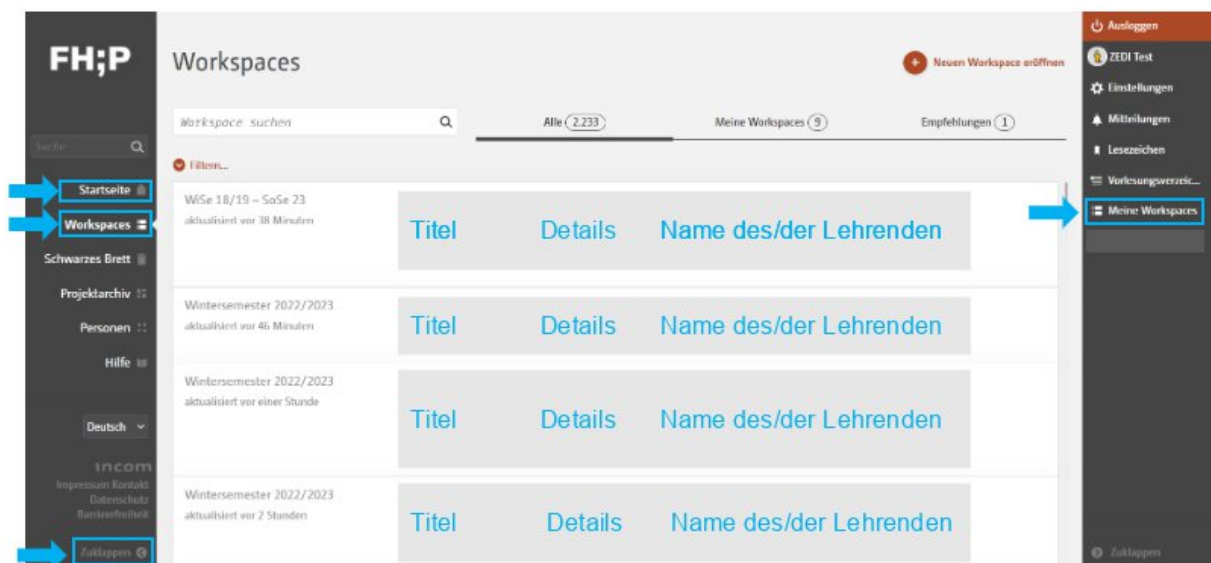 FH;P
Suche
Startseite
Workspaces
Schwarzes Brett
Projektarchiv
Personen
Hilfe
Deutsch
incom
Impressum Kontakt
Datenschutz
Barrierefreiheit
Zuklappen
Workspaces
Neuen Workspace eröffnen
Workspace suchen
Alle 2.233
Meine Workspaces 9
Empfehlungen 1
Filtern...
WiSe 18/19 – SoSe 23
aktualisiert vor 38 Minuten
Titel Details Name des/der Lehrenden
Wintersemester 2022/2023
aktualisiert vor 46 Minuten
Titel Details Name des/der Lehrenden
Wintersemester 2022/2023
aktualisiert vor einer Stunde
Titel Details Name des/der Lehrenden
Wintersemester 2022/2023
aktualisiert vor 2 Stunden
Titel Details Name des/der Lehrenden
Ausloggen
ZEDI Test
Einstellungen
Mitteilungen
Lesezeichen
Vorlesungsverzeic...
Meine Workspaces
Zuklappen